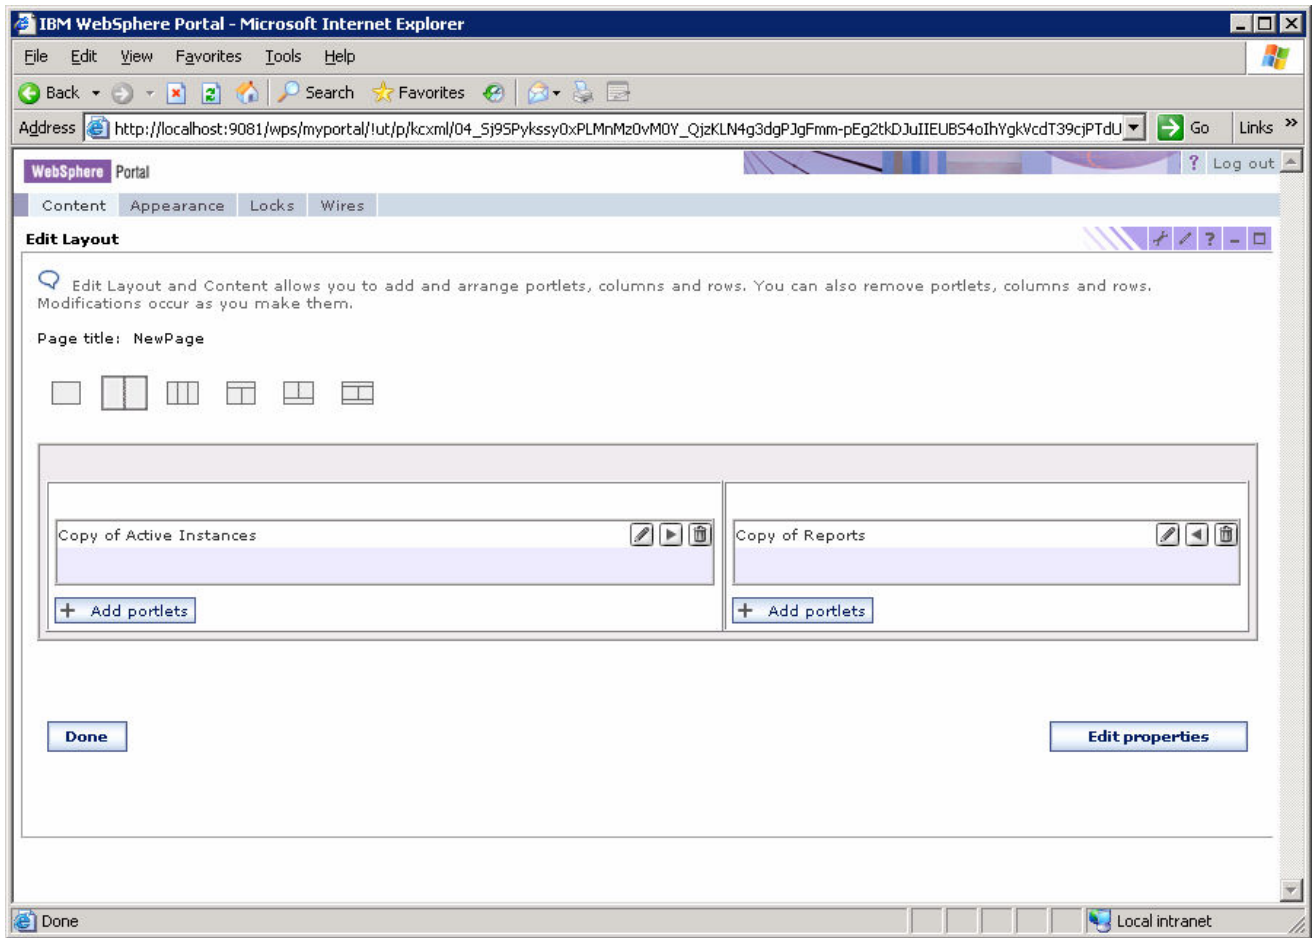 IBM WebSphere Portal - Microsoft Internet Explorer
File Edit View Favorites Tools Help
Back Search Favorites
Address http://localhost:9081/wps/myportal/!ut/p/kcxml/04_Sj9SPykssy0xPLMnMz0vM0Y_QjzKLN4g3dgPJgFmm-pEg2tkDJuIIEUBS4oIhYgkVcdT39cjPTdU Go Links »
WebSphere Portal ? Log out
Content Appearance Locks Wires
Edit Layout ?
Edit Layout and Content allows you to add and arrange portlets, columns and rows. You can also remove portlets, columns and rows.
Modifications occur as you make them.
Page title: NewPage
Copy of Active Instances Copy of Reports
+ Add portlets + Add portlets
Done Edit properties
Done Local intranet